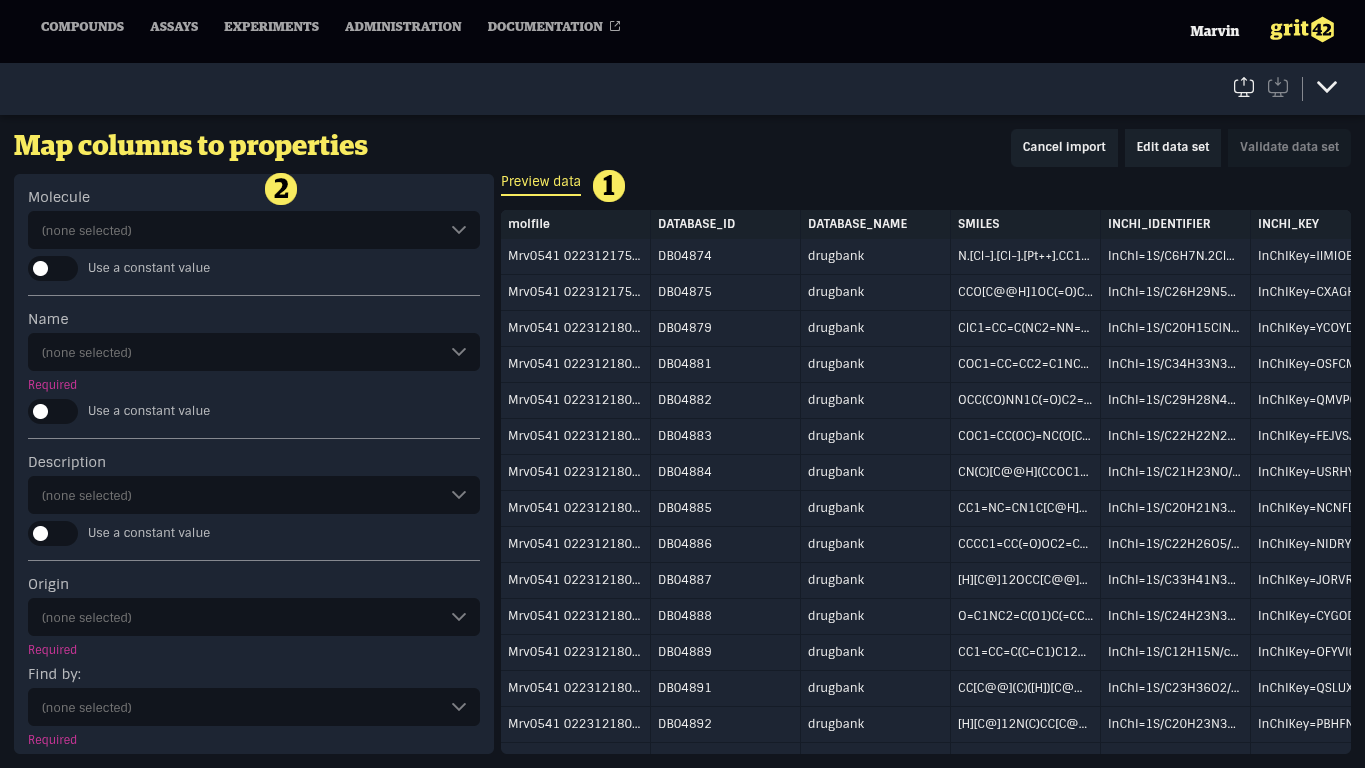 COMPOUNDS ASSAYS EXPERIMENTS ADMINISTRATION DOCUMENTATION Marvin grit42
Map columns to properties Cancel import Edit data set Validate data set
2 Preview data 1
Molecule
(none selected)
Use a constant value
Name
(none selected)
Required
Use a constant value
Description
(none selected)
Use a constant value
Origin
(none selected)
Required
Find by:
(none selected)
Required
molfile DATABASE_ID DATABASE_NAME SMILES INCHI_IDENTIFIER INCHI_KEY
Mrv0541 022312175... DB04874 drugbank N.[Cl-].[Cl-].[Pt++].CC1... InChI=1S/C6H7N.2Cl... InChIKey=IIMIOE
Mrv0541 022312175... DB04875 drugbank CCO[C@@H]1OC(=O)C... InChI=1S/C26H29N5... InChIKey=CXAGH
Mrv0541 022312180... DB04879 drugbank ClC1=CC=C(NC2=NN=... InChI=1S/C20H15ClN... InChIKey=YCOYD
Mrv0541 022312180... DB04881 drugbank COC1=CC=CC2=C1NC... InChI=1S/C34H33N3... InChIKey=OSFCM
Mrv0541 022312180... DB04882 drugbank OCC(CO)NN1C(=O)C2=... InChI=1S/C29H28N4... InChIKey=QMVP
Mrv0541 022312180... DB04883 drugbank COC1=CC(OC)=NC(O[C... InChI=1S/C22H22N2... InChIKey=FEJVS
Mrv0541 022312180... DB04884 drugbank CN(C)[C@@H](CCOC1... InChI=1S/C21H23NO/... InChIKey=USRHY
Mrv0541 022312180... DB04885 drugbank CC1=NC=CN1C[C@H]... InChI=1S/C20H21N3... InChIKey=NCNF
Mrv0541 022312180... DB04886 drugbank CCCC1=CC(=O)OC2=C... InChI=1S/C22H26O5/... InChIKey=NIDRY
Mrv0541 022312180... DB04887 drugbank [H][C@]12OCC[C@@]... InChI=1S/C33H41N3... InChIKey=JORVR
Mrv0541 022312180... DB04888 drugbank O=C1NC2=C(O1)C(=CC... InChI=1S/C24H23N3... InChIKey=CYGOD
Mrv0541 022312180... DB04889 drugbank CC1=CC=C(C=C1)C12... InChI=1S/C12H15N/c... InChIKey=OFYVI
Mrv0541 022312180... DB04891 drugbank CC[C@@](C)([H])[C@... InChI=1S/C23H36O2/... InChIKey=QSLUX
Mrv0541 022312180... DB04892 drugbank [H][C@]12N(C)CC[C@... InChI=1S/C20H23N3... InChIKey=PBHFN